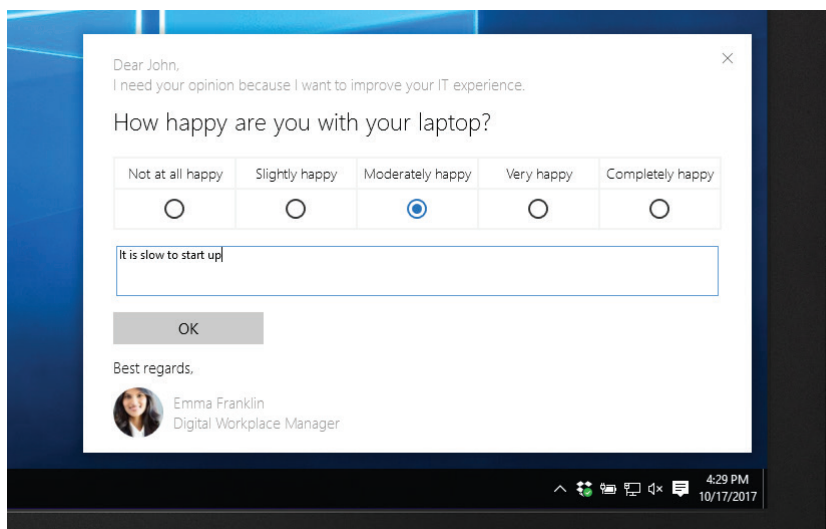 Dear John,
I need your opinion because I want to improve your IT experience.
How happy are you with your laptop?
Not at all happy Slightly happy Moderately happy Very happy Completely happy
It is slow to start up
OK
Best regards,
Emma Franklin
Digital Workplace Manager
4:29 PM
10/17/2017